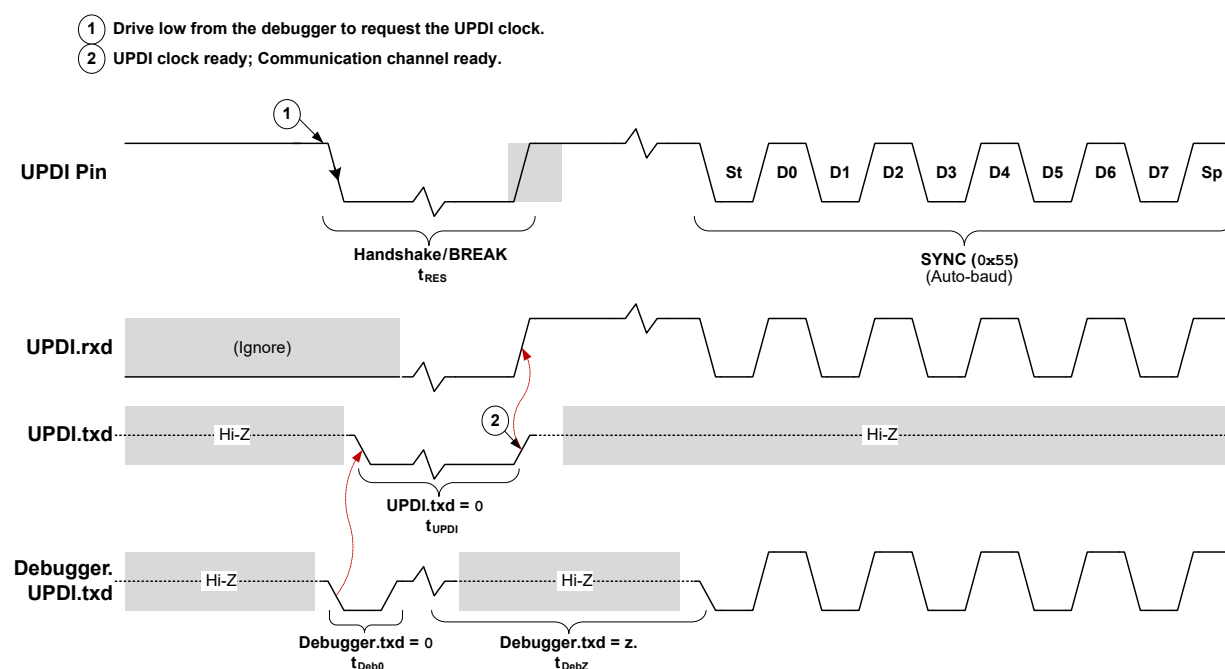 1 Drive low from the debugger to request the UPDI clock.
2 UPDI clock ready; Communication channel ready.
1
UPDI Pin
St D0 D1 D2 D3 D4 D5 D6 D7 Sp
Handshake/BREAK
tRES
SYNC (0x55)
(Auto-baud)
UPDI.rxd
(Ignore)
2
UPDI.txd
Hi-Z
Hi-Z
UPDI.txd = 0
tUPDI
Debugger.
UPDI.txd
Hi-Z
Hi-Z
Debugger.txd = 0
tDeb0
Debugger.txd = z.
tDebZ